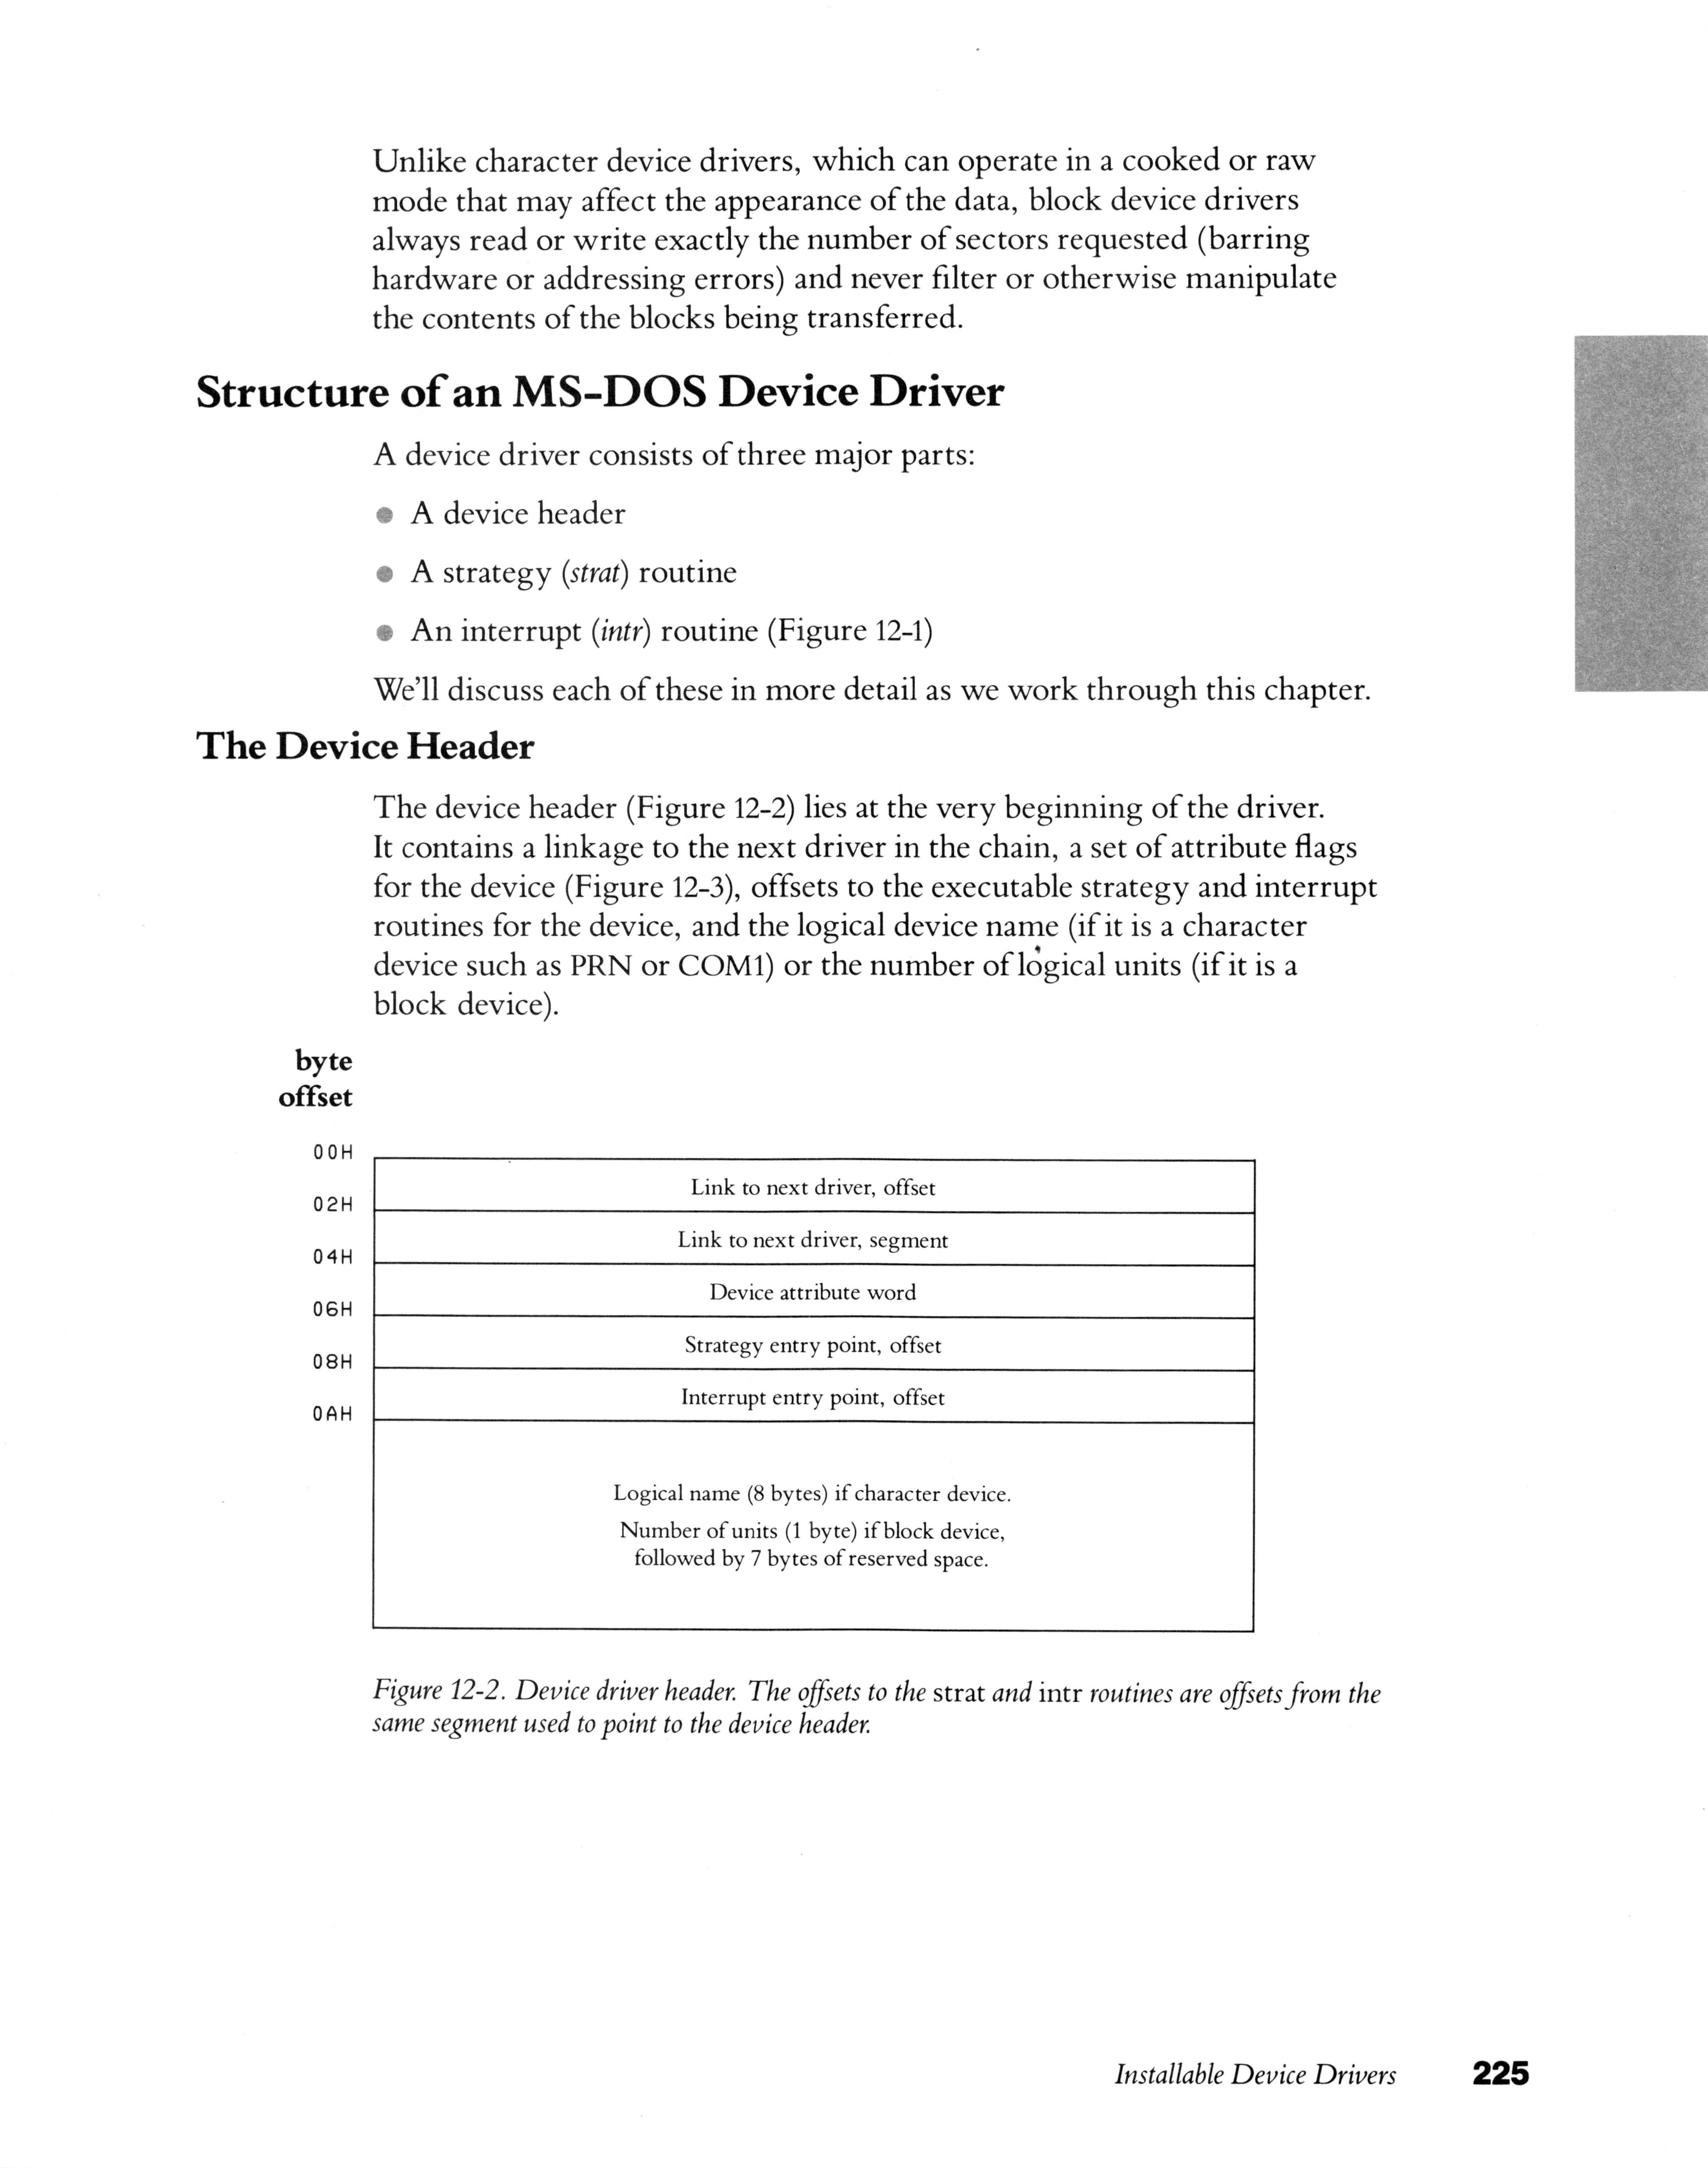 Unlike character device drivers, which can operate in a cooked or raw
mode that may affect the appearance of the data, block device drivers
always read or write exactly the number of sectors requested (barring
hardware or addressing errors) and never filter or otherwise manipulate
the contents of the blocks being transferred.
Structure of an MS-DOS Device Driver
A device driver consists of three major parts:
● A device header
● A strategy (strat) routine
● An interrupt (intr) routine (Figure 12-1)
We'll discuss each of these in more detail as we work through this chapter.
The Device Header
The device header (Figure 12-2) lies at the very beginning of the driver.
It contains a linkage to the next driver in the chain, a set of attribute flags
for the device (Figure 12-3), offsets to the executable strategy and interrupt
routines for the device, and the logical device name (if it is a character
device such as PRN or COM1) or the number of logical units (if it is a
block device).
byte
offset
00H
Link to next driver, offset
02H
Link to next driver, segment
04H
Device attribute word
06H
Strategy entry point, offset
08H
Interrupt entry point, offset
0AH
Logical name (8 bytes) if character device.
Number of units (1 byte) if block device,
followed by 7 bytes of reserved space.
Figure 12-2. Device driver header. The offsets to the strat and intr routines are offsets from the
same segment used to point to the device header.
Installable Device Drivers 225